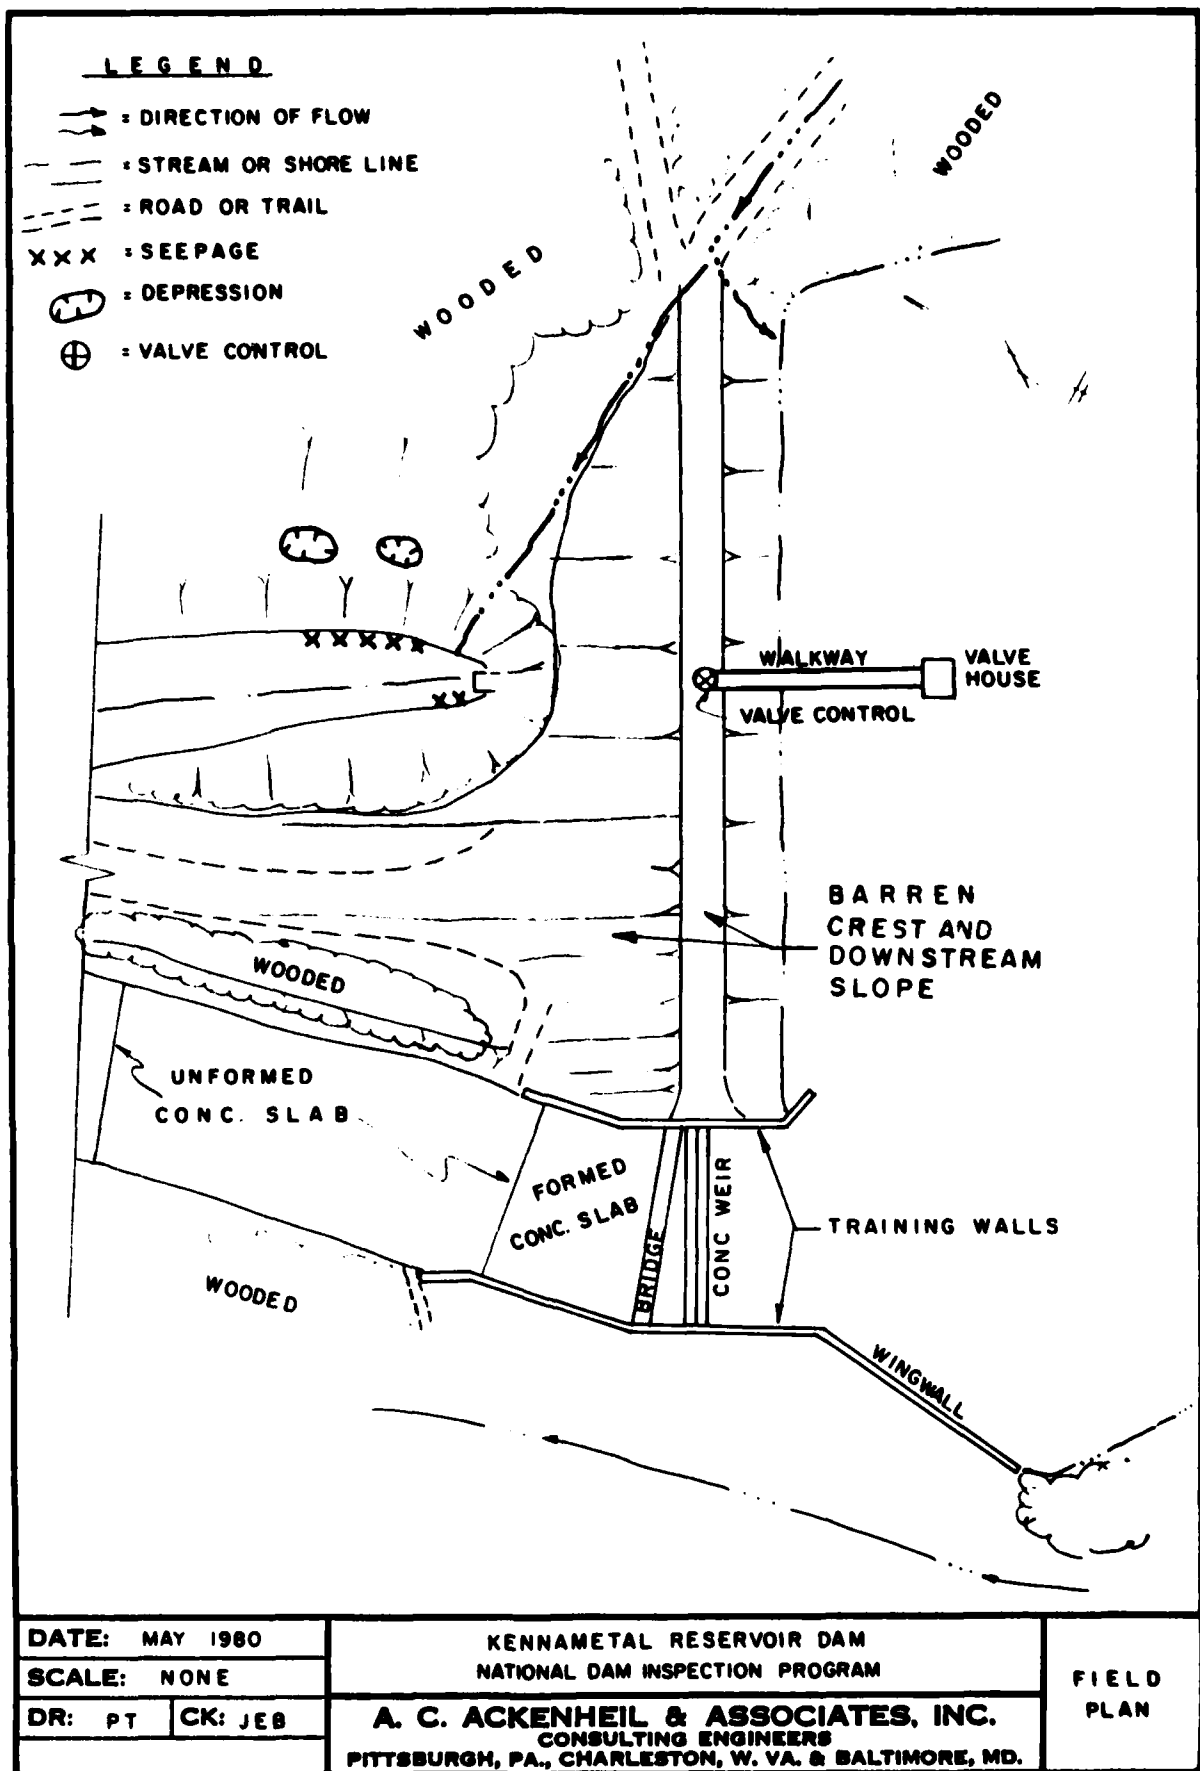 LEGEND
= DIRECTION OF FLOW
= STREAM OR SHORE LINE
= ROAD OR TRAIL
XXX = SEEPAGE
= DEPRESSION
= VALVE CONTROL
WOODED
WOODED
WALKWAY
VALVE
HOUSE
VALVE CONTROL
BARREN
CREST AND
DOWNSTREAM
SLOPE
WOODED
UNFORMED
CONC. SLAB
FORMED
CONC. SLAB
BRIDGE
CONC WEIR
TRAINING WALLS
WOODED
WINGWALL
DATE: MAY 1980
SCALE: NONE
DR: PT CK: JEB
KENNAMETAL RESERVOIR DAM
NATIONAL DAM INSPECTION PROGRAM
A. C. ACKENHEIL & ASSOCIATES, INC.
CONSULTING ENGINEERS
PITTSBURGH, PA., CHARLESTON, W. VA. & BALTIMORE, MD.
FIELD
PLAN